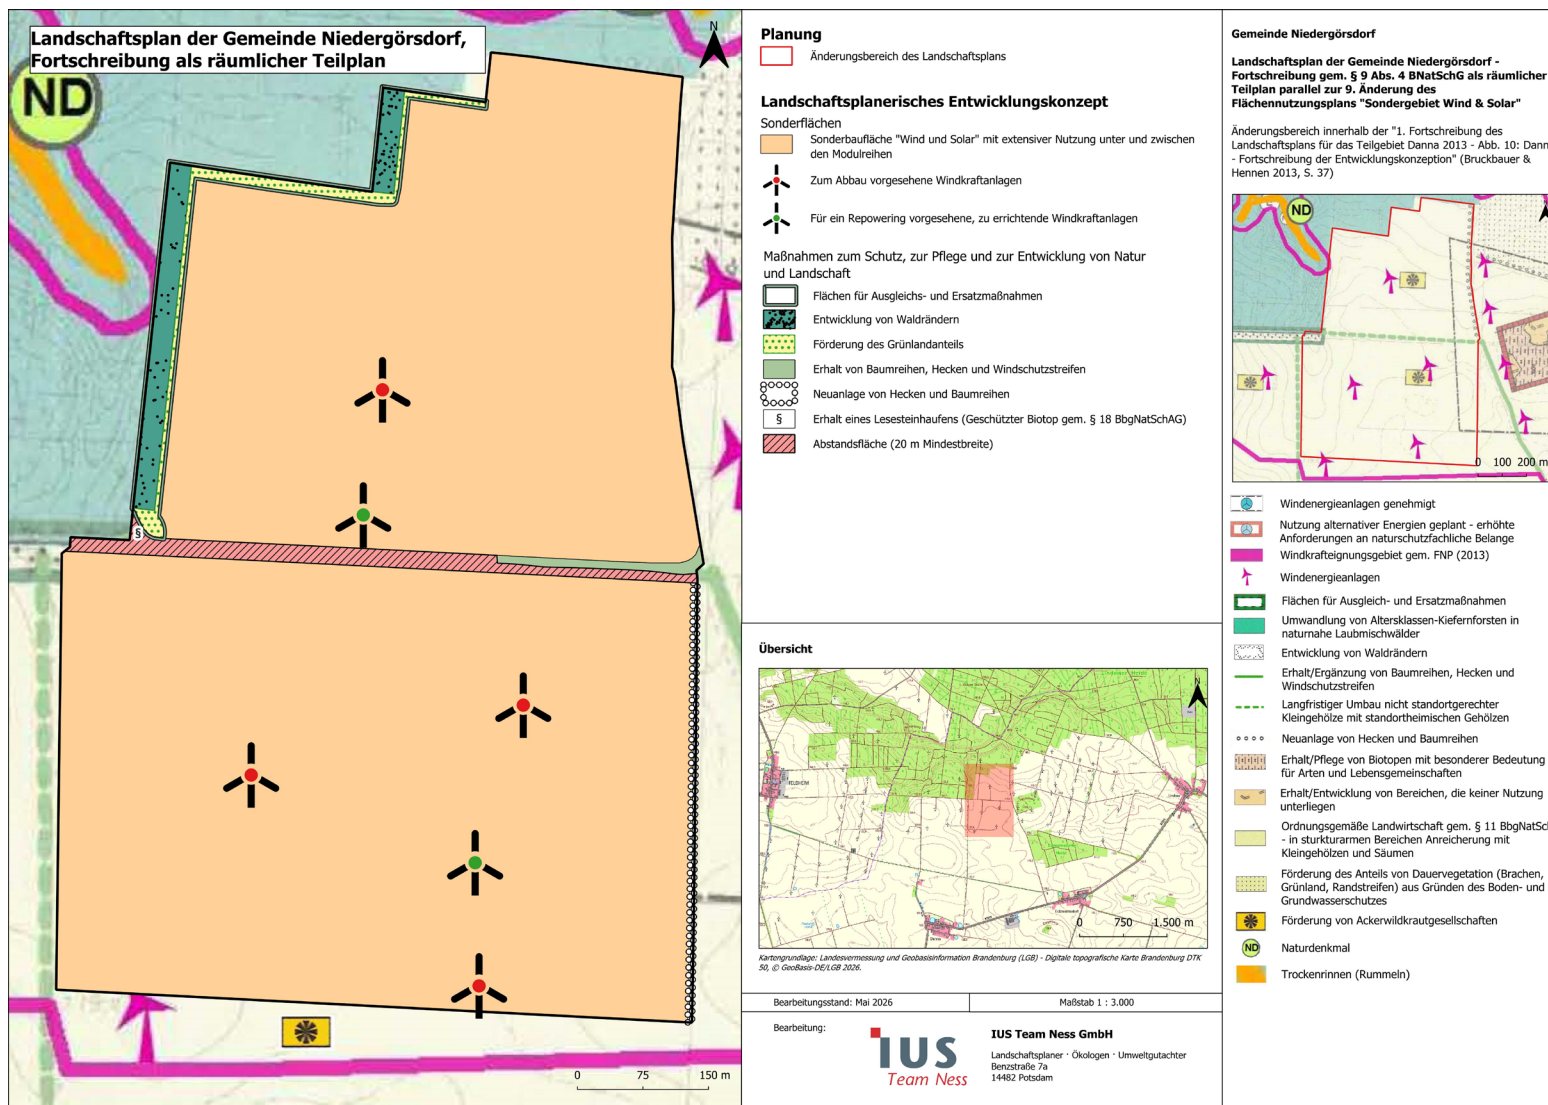 Landschaftsplan der Gemeinde Niedergörsdorf,
Fortschreibung als räumlicher Teilplan
N
ND
§
0 75 150 m
Planung
Änderungsbereich des Landschaftsplans
Landschaftsplanerisches Entwicklungskonzept
Sonderflächen
Sonderbaufläche "Wind und Solar" mit extensiver Nutzung unter und zwischen
den Modulreihen
Zum Abbau vorgesehene Windkraftanlagen
Für ein Repowering vorgesehene, zu errichtende Windkraftanlagen
Maßnahmen zum Schutz, zur Pflege und zur Entwicklung von Natur
und Landschaft
Flächen für Ausgleichs- und Ersatzmaßnahmen
Entwicklung von Waldrändern
Förderung des Grünlandanteils
Erhalt von Baumreihen, Hecken und Windschutzstreifen
Neuanlage von Hecken und Baumreihen
§ Erhalt eines Lesesteinhaufens (Geschützter Biotop gem. § 18 BbgNatSchAG)
Abstandsfläche (20 m Mindestbreite)
Übersicht
N
FELDHEIM
0 750 1.500 m
Kartengrundlage: Landesvermessung und Geobasisinformation Brandenburg (LGB) - Digitale topografische Karte Brandenburg DTK
50, © GeoBasis-DE/LGB 2026.
Bearbeitungsstand: Mai 2026
Maßstab 1 : 3.000
Bearbeitung:
IUS
Team Ness
IUS Team Ness GmbH
Landschaftsplaner · Ökologen · Umweltgutachter
Benzstraße 7a
14482 Potsdam
Gemeinde Niedergörsdorf
Landschaftsplan der Gemeinde Niedergörsdorf -
Fortschreibung gem. § 9 Abs. 4 BNatSchG als räumlicher
Teilplan parallel zur 9. Änderung des
Flächennutzungsplans "Sondergebiet Wind & Solar"
Änderungsbereich innerhalb der "1. Fortschreibung des
Landschaftsplans für das Teilgebiet Danna 2013 - Abb. 10: Dann
- Fortschreibung der Entwicklungskonzeption" (Bruckbauer &
Hennen 2013, S. 37)
ND
0 100 200 m
Windenergieanlagen genehmigt
Nutzung alternativer Energien geplant - erhöhte
Anforderungen an naturschutzfachliche Belange
Windkrafteignungsgebiet gem. FNP (2013)
Windenergieanlagen
Flächen für Ausgleich- und Ersatzmaßnahmen
Umwandlung von Altersklassen-Kiefernforsten in
naturnahe Laubmischwälder
Entwicklung von Waldrändern
Erhalt/Ergänzung von Baumreihen, Hecken und
Windschutzstreifen
Langfristiger Umbau nicht standortgerechter
Kleingehölze mit standortheimischen Gehölzen
Neuanlage von Hecken und Baumreihen
Erhalt/Pflege von Biotopen mit besonderer Bedeutung
für Arten und Lebensgemeinschaften
Erhalt/Entwicklung von Bereichen, die keiner Nutzung
unterliegen
Ordnungsgemäße Landwirtschaft gem. § 11 BbgNatSc
- in sturkturarmen Bereichen Anreicherung mit
Kleingehölzen und Säumen
Förderung des Anteils von Dauervegetation (Brachen,
Grünland, Randstreifen) aus Gründen des Boden- und
Grundwasserschutzes
Förderung von Ackerwildkrautgesellschaften
ND Naturdenkmal
Trockenrinnen (Rummeln)